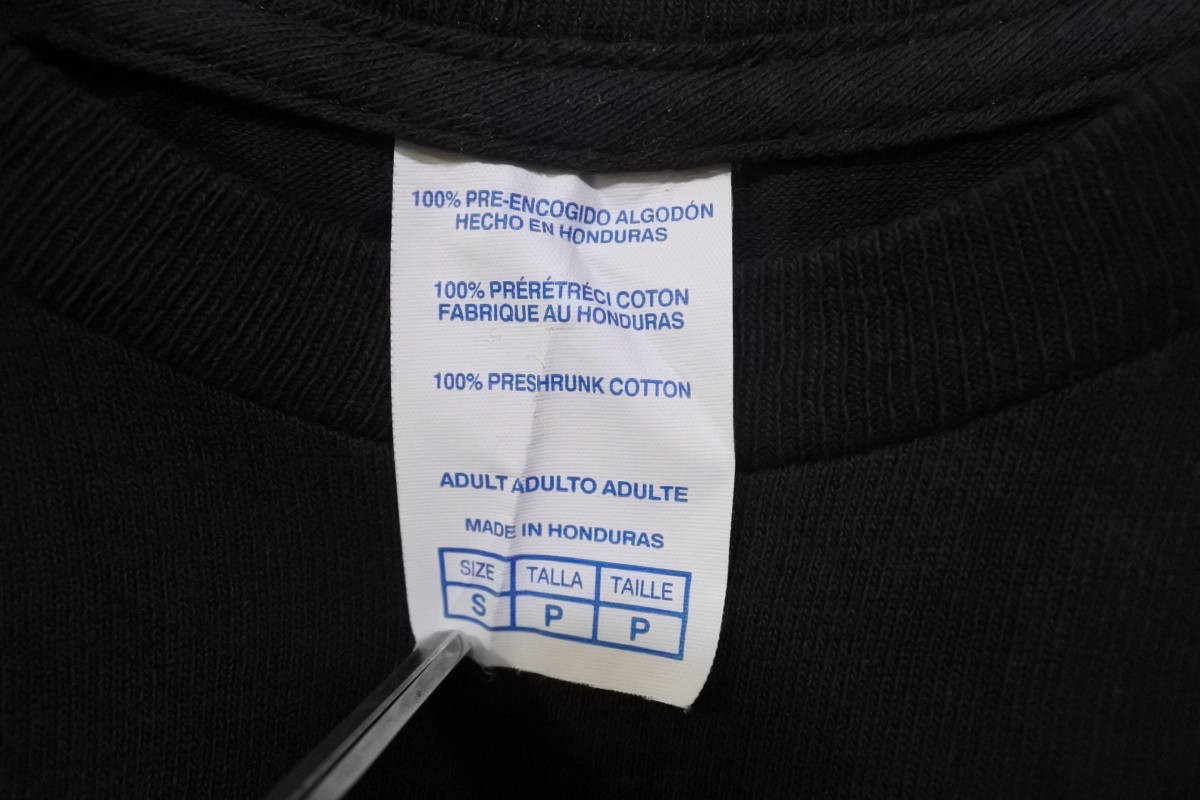 100% PRE-ENCOGIDO ALGODÓN
HECHO EN HONDURAS
100% PRÉRÉTRÉCI COTON
FABRIQUE AU HONDURAS
100% PRESHRUNK COTTON
ADULT ADULTO ADULTE
MADE IN HONDURAS
SIZE TALLA TAILLE
S P P